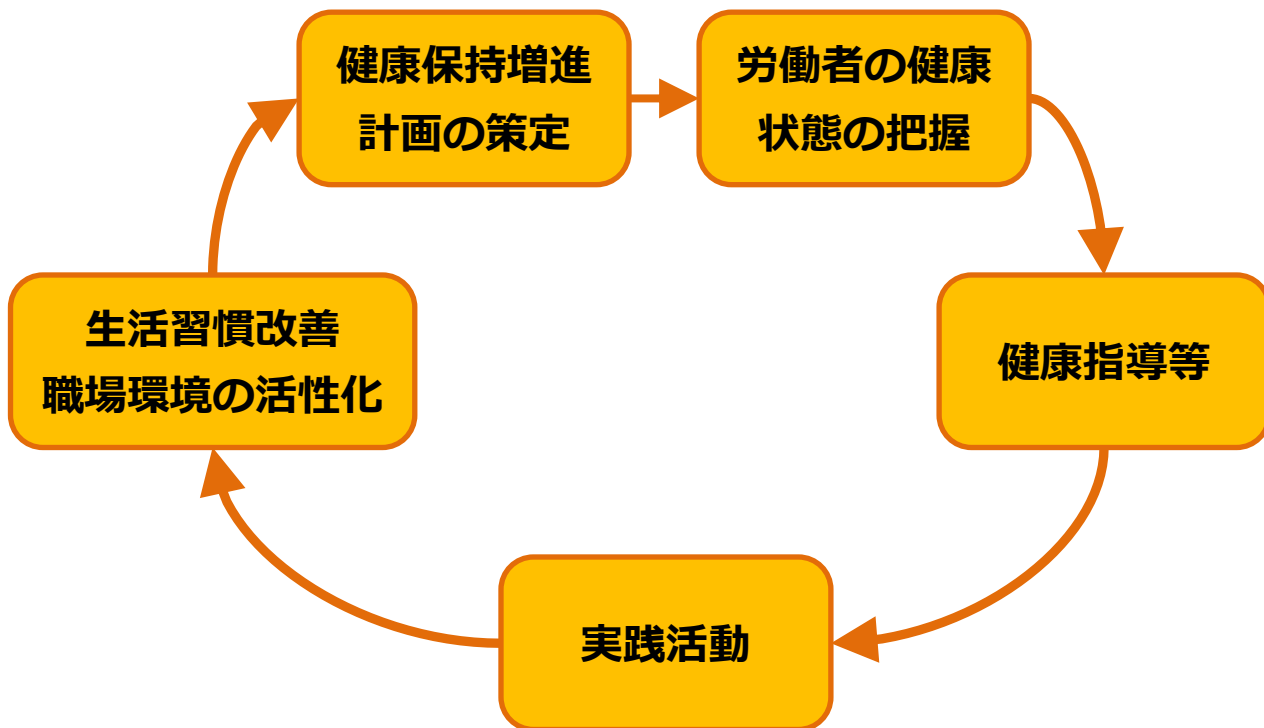 健康保持増進
計画の策定
労働者の健康
状態の把握
健康指導等
実践活動
生活習慣改善
職場環境の活性化